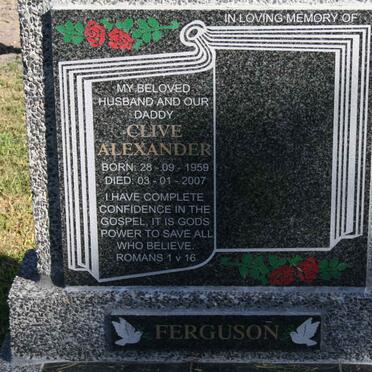 IN LOVING MEMORY OF
MY BELOVED
HUSBAND AND OUR
DADDY
CLIVE
ALEXANDER
BORN: 28 - 09 - 1959
DIED: 03 - 01 - 2007
I HAVE COMPLETE
CONFIDENCE IN THE
GOSPEL, IT IS GODS
POWER TO SAVE ALL
WHO BELIEVE.
ROMANS 1 v 16
FERGUSON